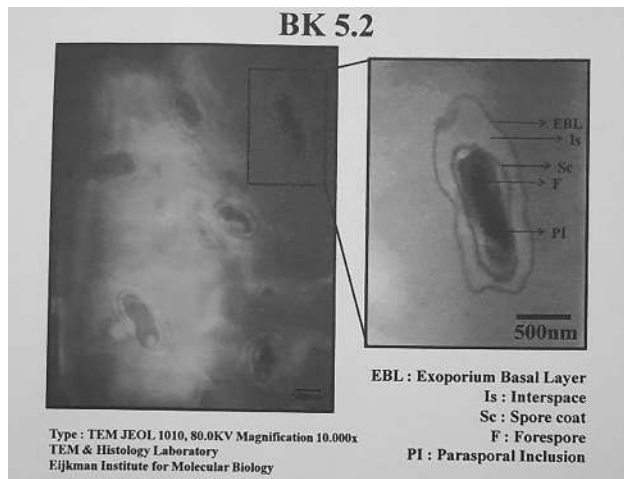 BK 5.2
EBL
Is
Sc
F
PI
500nm
EBL : Exoporium Basal Layer
Is : Interspace
Sc : Spore coat
F : Forespore
PI : Parasporal Inclusion
Type : TEM JEOL 1010, 80.0KV Magnification 10.000x
TEM & Histology Laboratory
Eijkman Institute for Molecular Biology